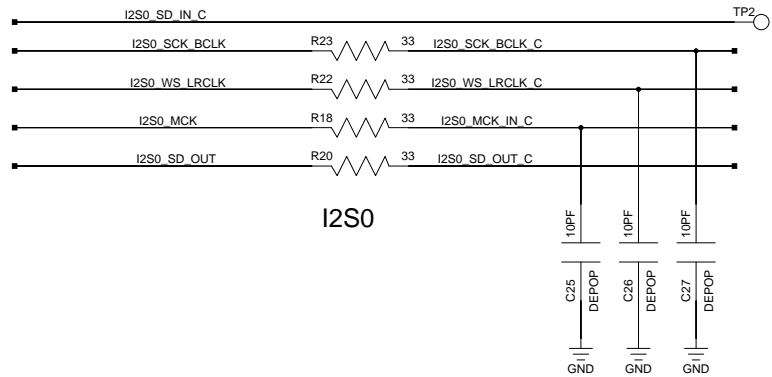 I2S0_SD_IN_C TP2
I2S0_SCK_BCLK R23 33 I2S0_SCK_BCLK_C
I2S0_WS_LRCLK R22 33 I2S0_WS_LRCLK_C
I2S0_MCK R18 33 I2S0_MCK_IN_C
I2S0_SD_OUT R20 33 I2S0_SD_OUT_C
I2S0
10PF 10PF 10PF
C25 DEPOP C26 DEPOP C27 DEPOP
GND GND GND